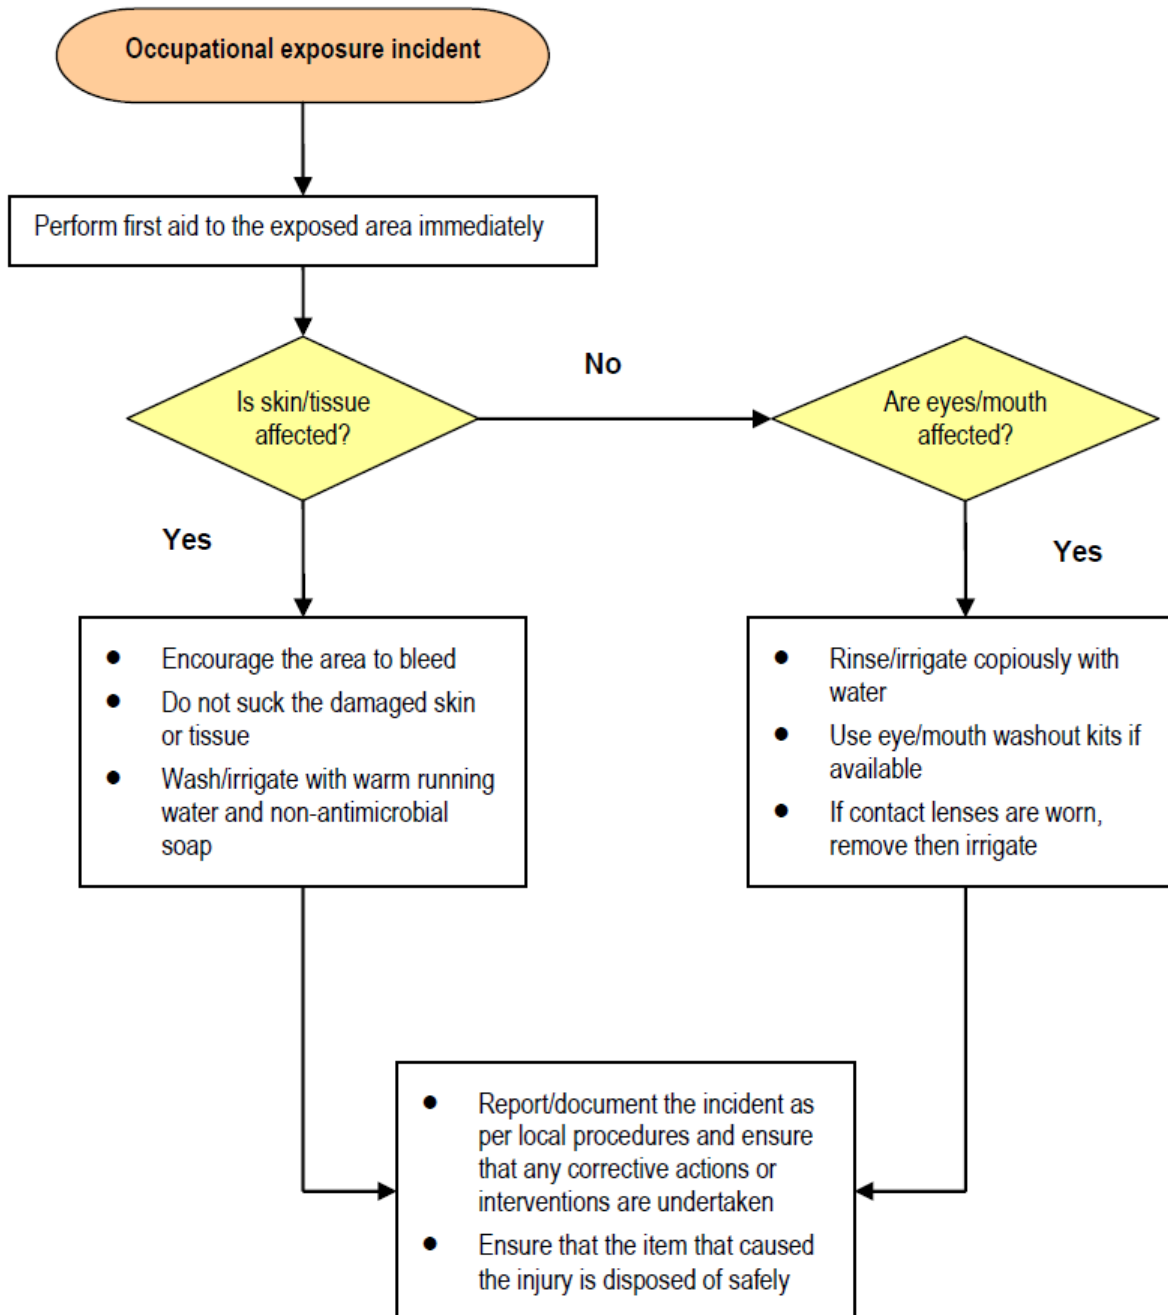 Occupational exposure incident
Perform first aid to the exposed area immediately
Is skin/tissue
affected?
No
Are eyes/mouth
affected?
Yes
Yes
● Encourage the area to bleed
● Do not suck the damaged skin
or tissue
● Wash/irrigate with warm running
water and non-antimicrobial
soap
● Rinse/irrigate copiously with
water
● Use eye/mouth washout kits if
available
● If contact lenses are worn,
remove then irrigate
● Report/document the incident as
per local procedures and ensure
that any corrective actions or
interventions are undertaken
● Ensure that the item that caused
the injury is disposed of safely